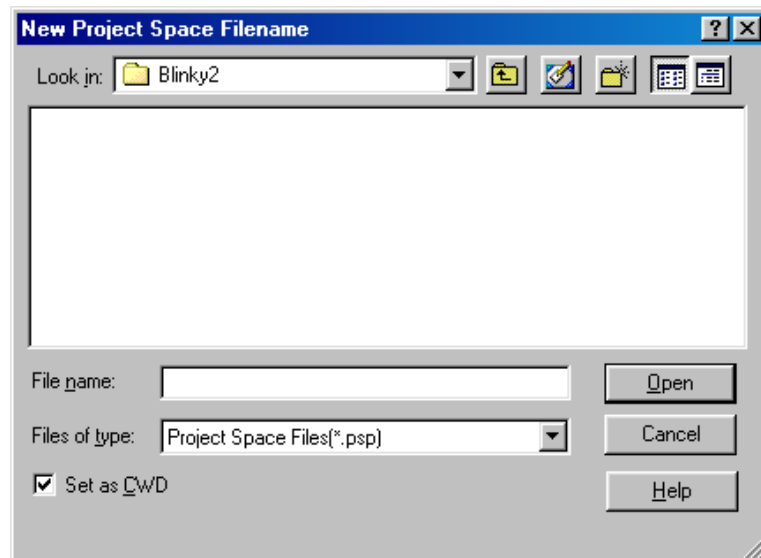 New Project Space Filename
Look in: Blinky2
File name: Open
Files of type: Project Space Files(*.psp) Cancel
Set as CWD Help